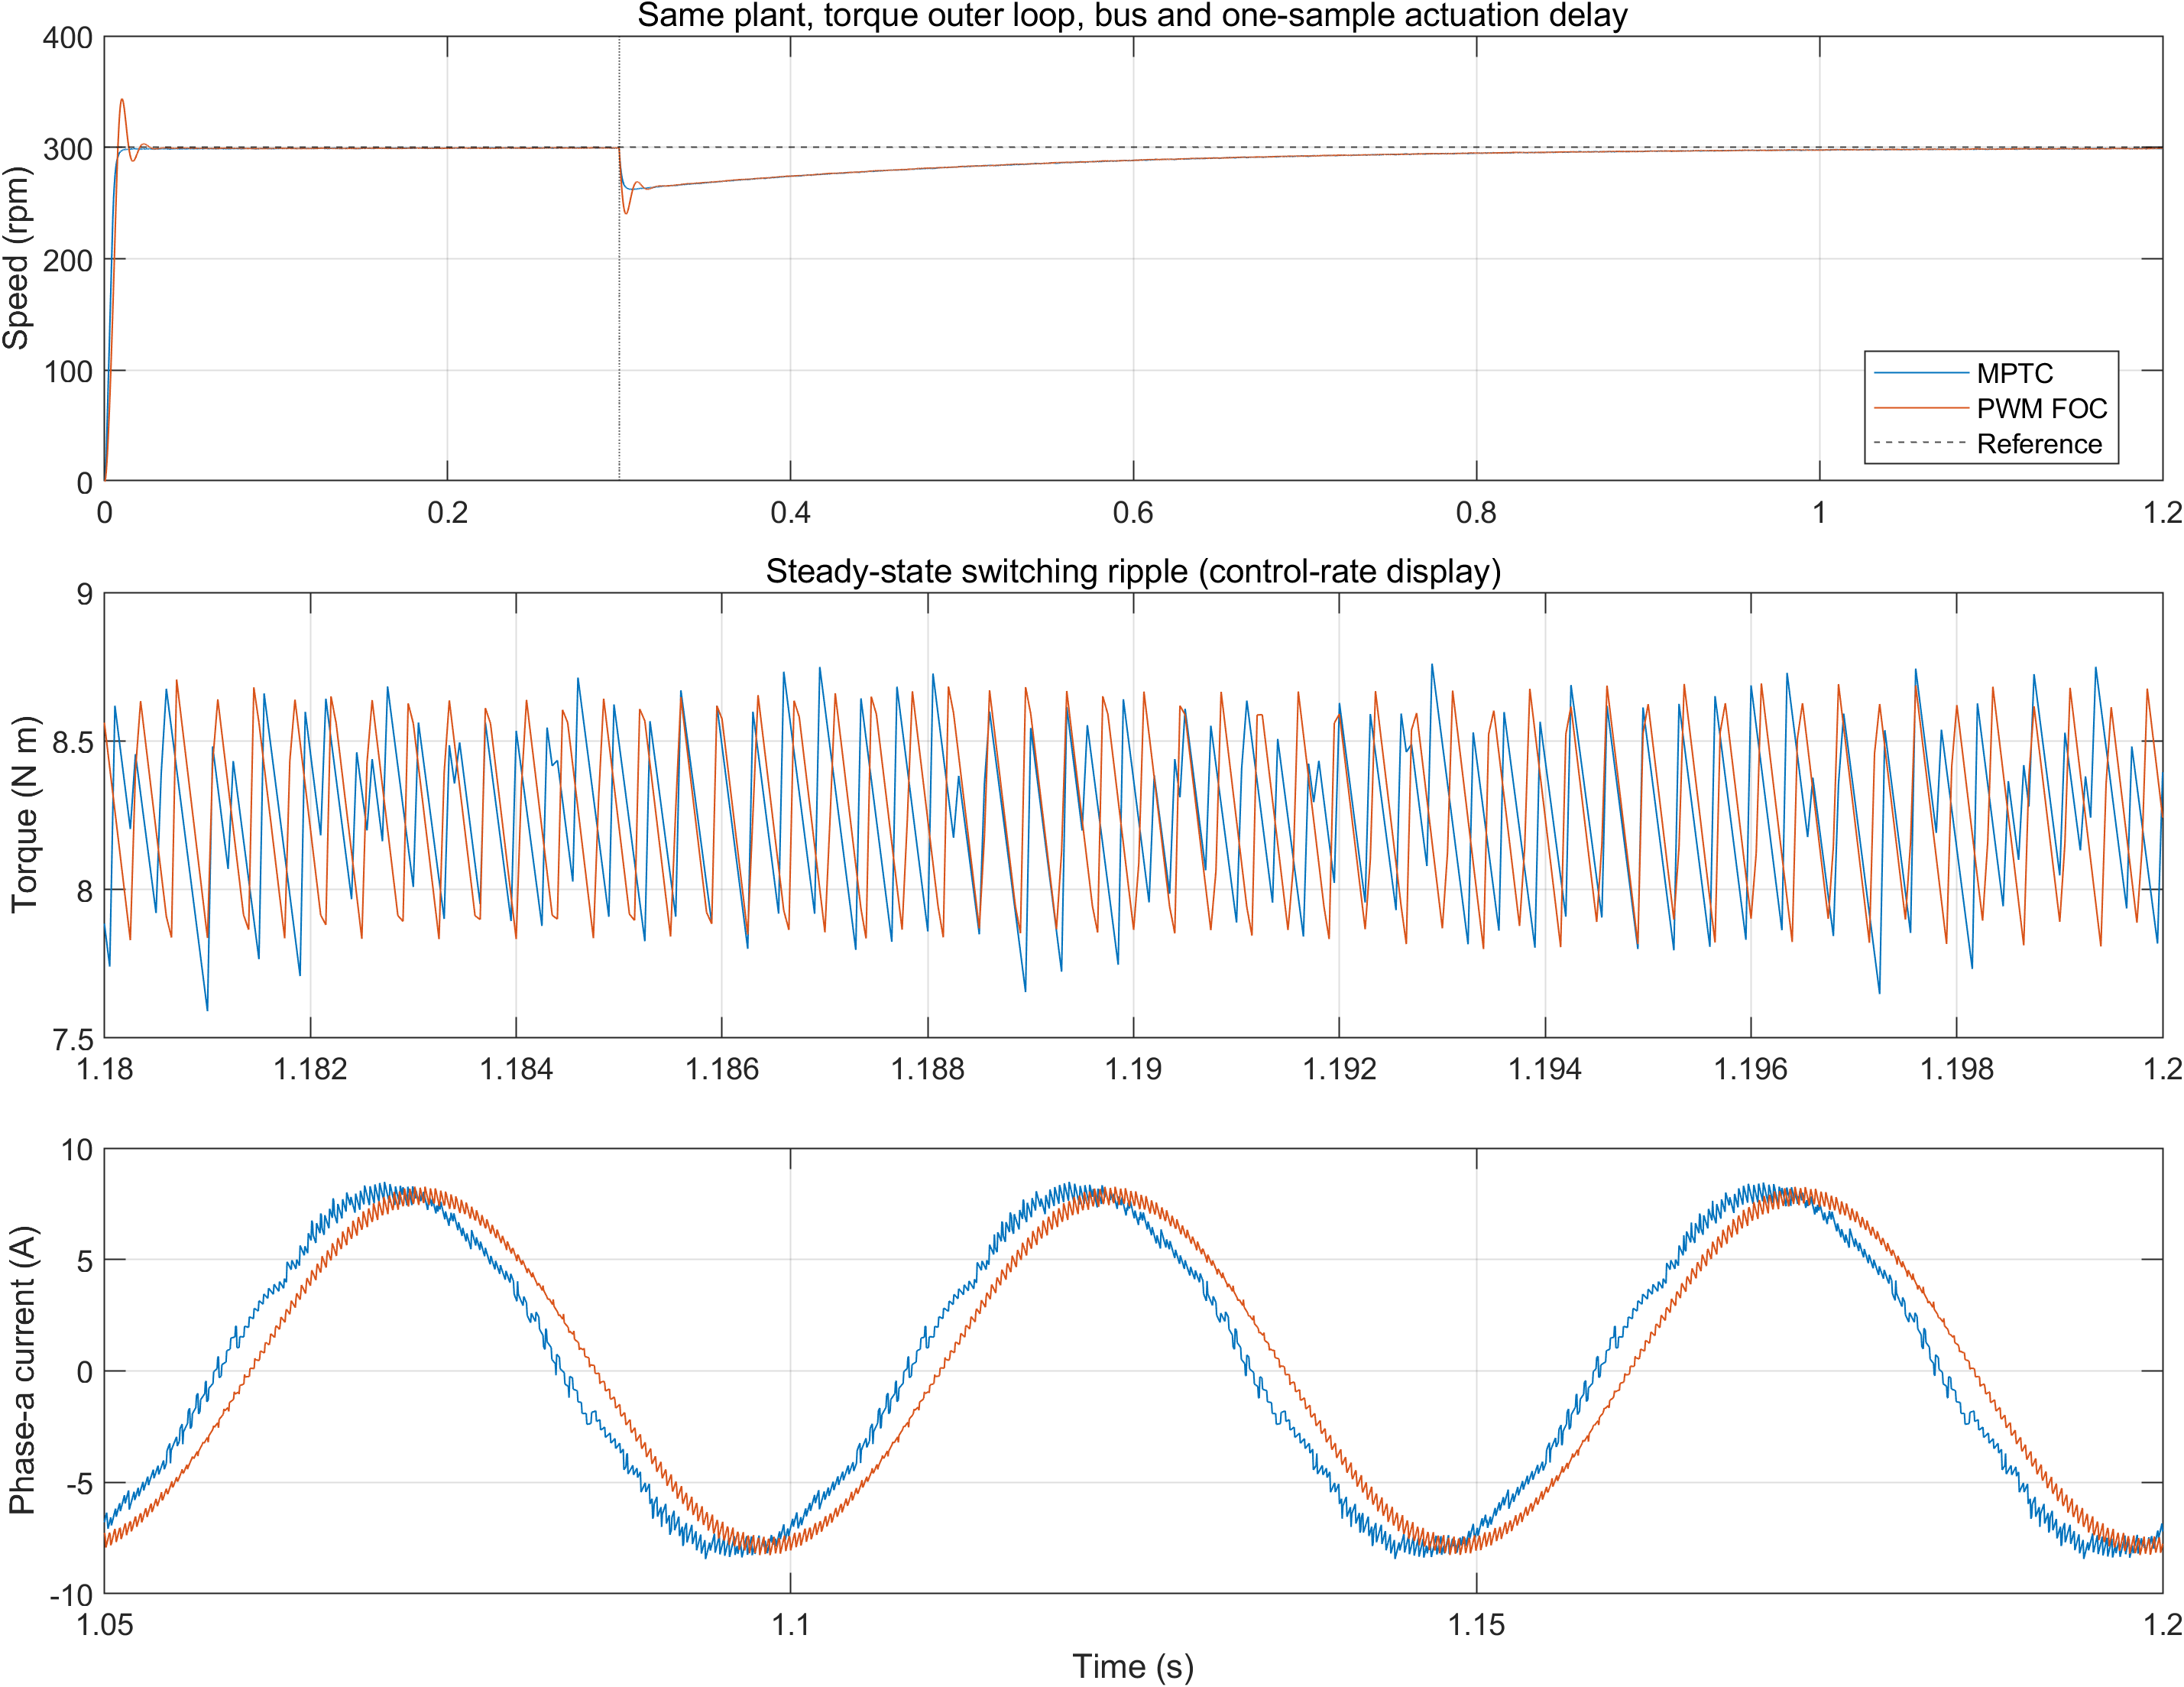 Same plant, torque outer loop, bus and one-sample actuation delay
400
300
200
100
0
Speed (rpm)
0 0.2 0.4 0.6 0.8 1 1.2
MPTC
PWM FOC
Reference
Steady-state switching ripple (control-rate display)
9
8.5
8
7.5
Torque (N m)
1.18 1.182 1.184 1.186 1.188 1.19 1.192 1.194 1.196 1.198 1.2
10
5
0
-5
-10
Phase-a current (A)
1.05 1.1 1.15 1.2
Time (s)